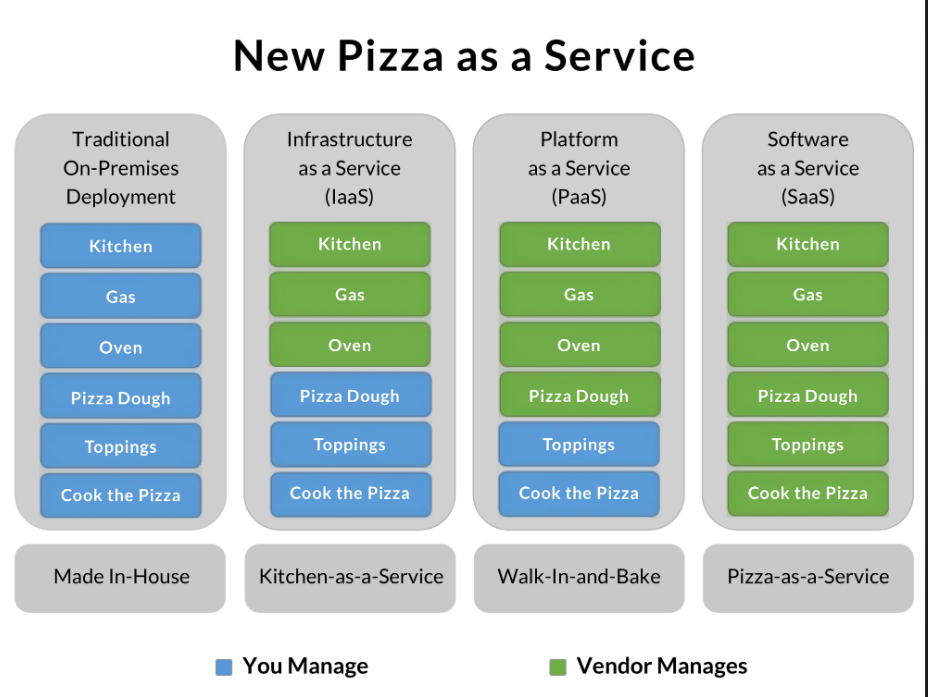 New Pizza as a Service
Traditional
On-Premises
Deployment
Kitchen
Gas
Oven
Pizza Dough
Toppings
Cook the Pizza
Made In-House
Infrastructure
as a Service
(IaaS)
Kitchen
Gas
Oven
Pizza Dough
Toppings
Cook the Pizza
Kitchen-as-a-Service
Platform
as a Service
(PaaS)
Kitchen
Gas
Oven
Pizza Dough
Toppings
Cook the Pizza
Walk-In-and-Bake
Software
as a Service
(SaaS)
Kitchen
Gas
Oven
Pizza Dough
Toppings
Cook the Pizza
Pizza-as-a-Service
You Manage
Vendor Manages